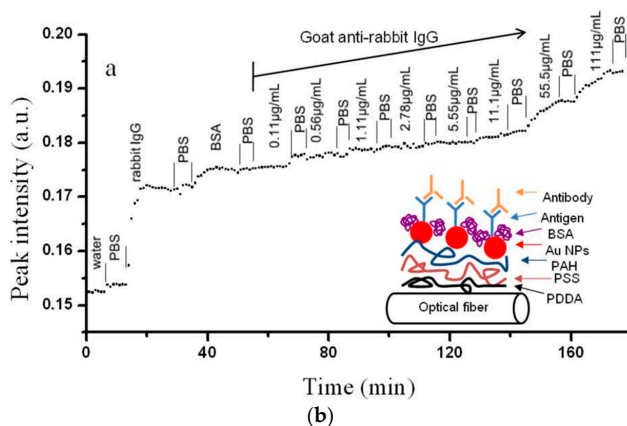 a
Goat anti-rabbit IgG
water
PBS
rabbit IgG
PBS
BSA
PBS
0.11μg/mL
PBS
0.56μg/mL
PBS
1.11μg/mL
PBS
2.78μg/mL
PBS
5.55μg/mL
PBS
11.1μg/mL
PBS
55.5μg/mL
PBS
111μg/mL
PBS
Peak intensity (a.u.)
0.20
0.19
0.18
0.17
0.16
0.15
Antibody
Antigen
BSA
Au NPs
PAH
PSS
PDDA
Optical fiber
0
40
80
120
160
Time (min)
(b)